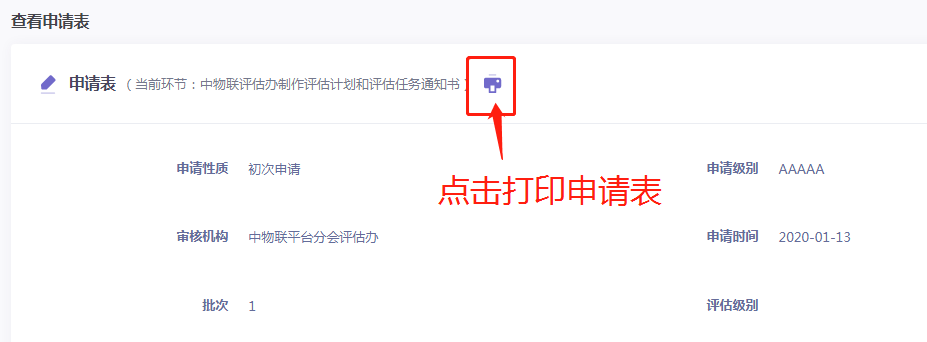 查看申请表
申请表（当前环节：中物联评估办制作评估计划和评估任务通知书）
点击打印申请表
申请性质 初次申请 申请级别 AAAAA
审核机构 中物联平台分会评估办 申请时间 2020-01-13
批次 1 评估级别